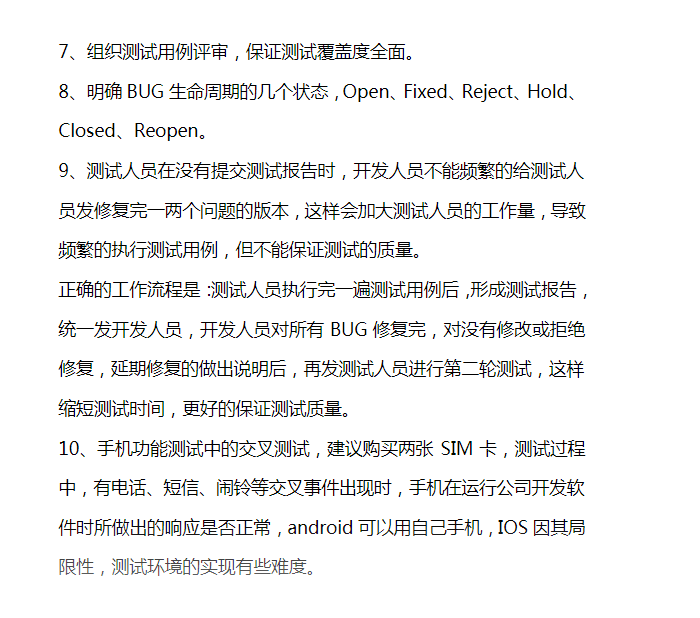 7、组织测试用例评审，保证测试覆盖度全面。
8、明确 BUG 生命周期的几个状态，Open、Fixed、Reject、Hold、
Closed、Reopen。
9、测试人员在没有提交测试报告时，开发人员不能频繁的给测试人
员发修复完一两个问题的版本，这样会加大测试人员的工作量，导致
频繁的执行测试用例，但不能保证测试的质量。
正确的工作流程是：测试人员执行完一遍测试用例后，形成测试报告，
统一发开发人员，开发人员对所有 BUG 修复完，对没有修改或拒绝
修复，延期修复的做出说明后，再发测试人员进行第二轮测试，这样
缩短测试时间，更好的保证测试质量。
10、手机功能测试中的交叉测试，建议购买两张 SIM 卡，测试过程
中，有电话、短信、闹铃等交叉事件出现时，手机在运行公司开发软
件时所做出的响应是否正常，android 可以用自己手机，IOS 因其局
限性，测试环境的实现有些难度。